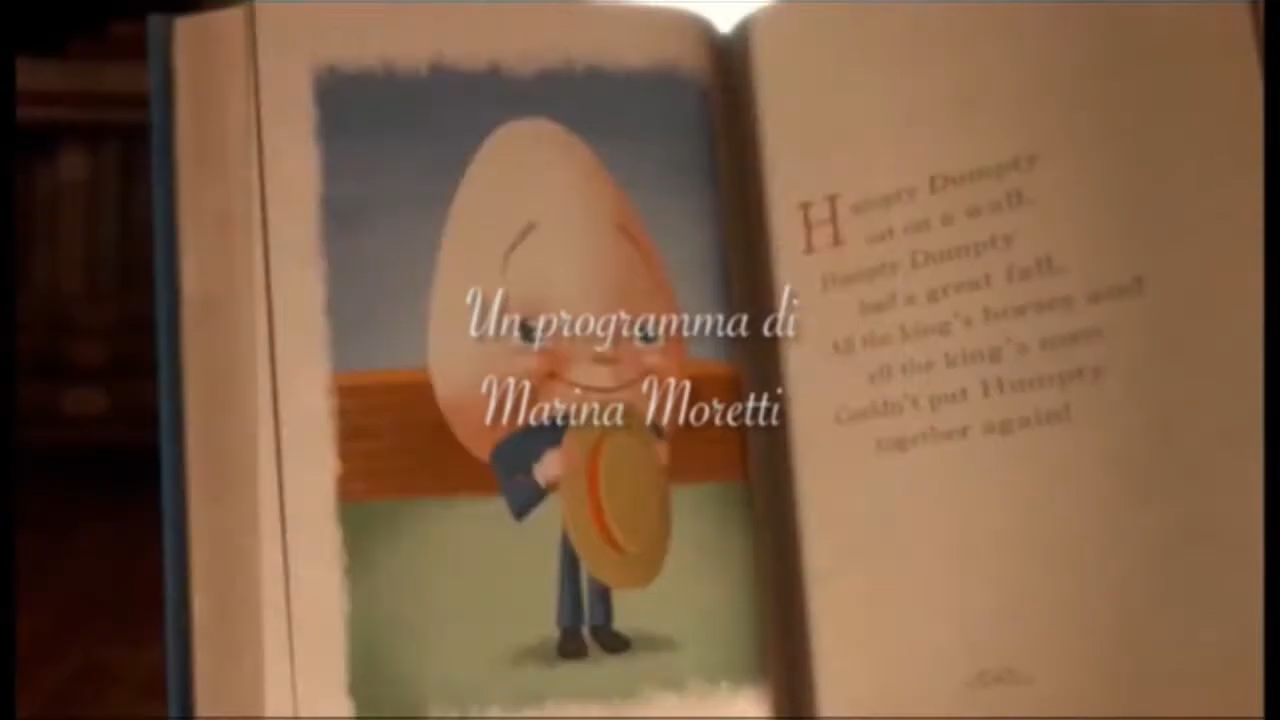 Un programma di
Marina Moretti
Humpty Dumpty
sat on a wall.
Humpty Dumpty
had a great fall.
All the king's horses and
all the king's men
Couldn't put Humpty
together again!